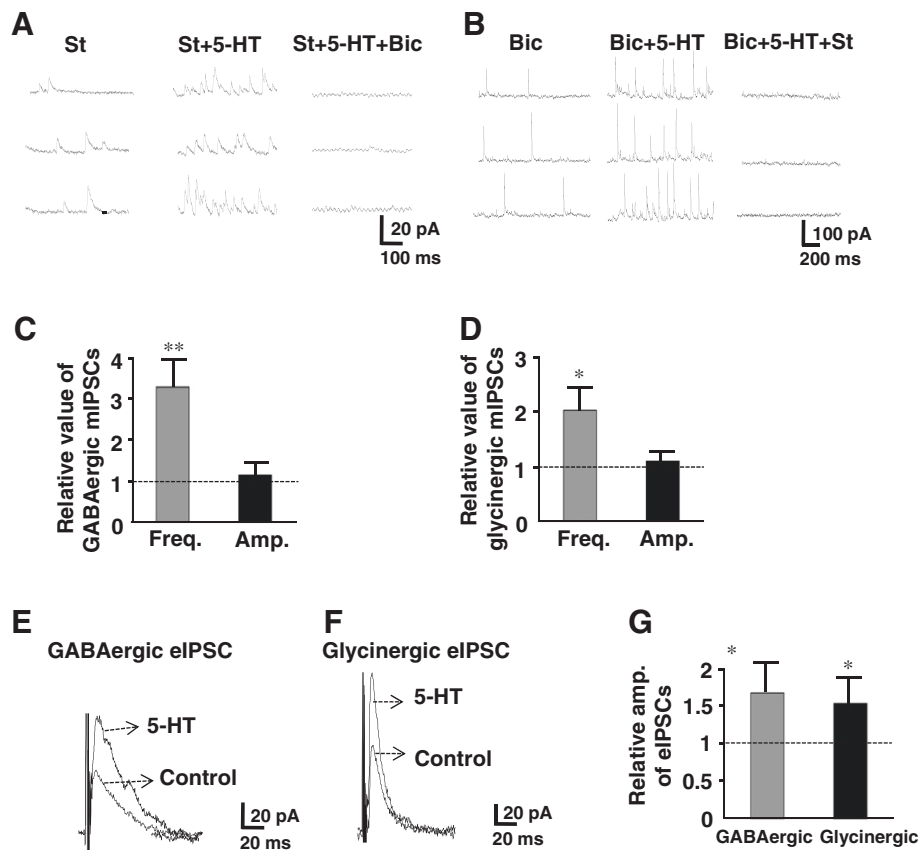 A
St
St+5-HT
St+5-HT+Bic
20 pA
100 ms
B
Bic
Bic+5-HT
Bic+5-HT+St
100 pA
200 ms
C
Relative value of
GABAergic mIPSCs
4
3
2
1
0
**
Freq.
Amp.
D
Relative value of
glycinergic mIPSCs
3
2
1
0
*
Freq.
Amp.
E
GABAergic eIPSC
5-HT
Control
20 pA
20 ms
F
Glycinergic eIPSC
5-HT
Control
20 pA
20 ms
G
Relative amp.
of eIPSCs
2
1.5
1
0.5
0
*
*
GABAergic
Glycinergic